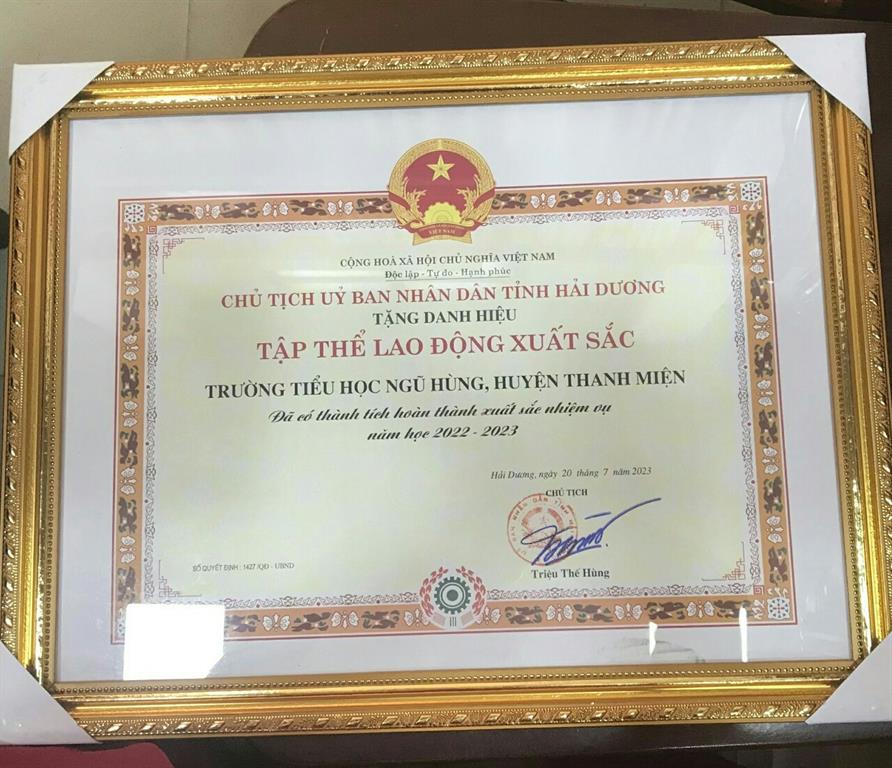 VIỆT NAM
CỘNG HOÀ XÃ HỘI CHỦ NGHĨA VIỆT NAM
Độc lập - Tự do - Hạnh phúc
CHỦ TỊCH UỶ BAN NHÂN DÂN TỈNH HẢI DƯƠNG
TẶNG DANH HIỆU
TẬP THỂ LAO ĐỘNG XUẤT SẮC
TRƯỜNG TIỂU HỌC NGŨ HÙNG, HUYỆN THANH MIỆN
Đã có thành tích hoàn thành xuất sắc nhiệm vụ
năm học 2022 - 2023
Hải Dương, ngày 20 tháng 7 năm 2023
CHỦ TỊCH
SỐ QUYẾT ĐỊNH : 1427 /QĐ - UBND
Triệu Thế Hùng